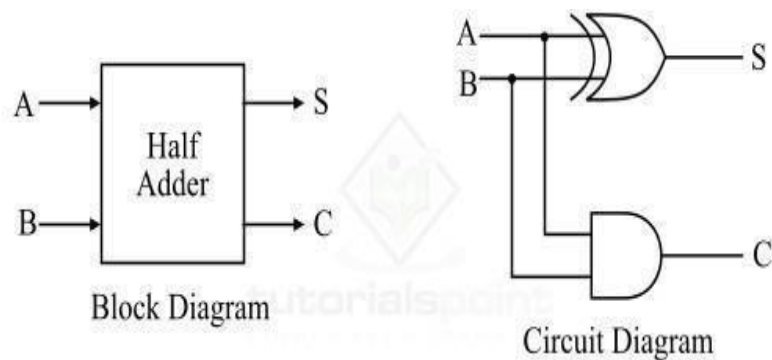 A
B
Half
Adder
S
C
Block Diagram
A
B
S
C
Circuit Diagram
tutorialspoint